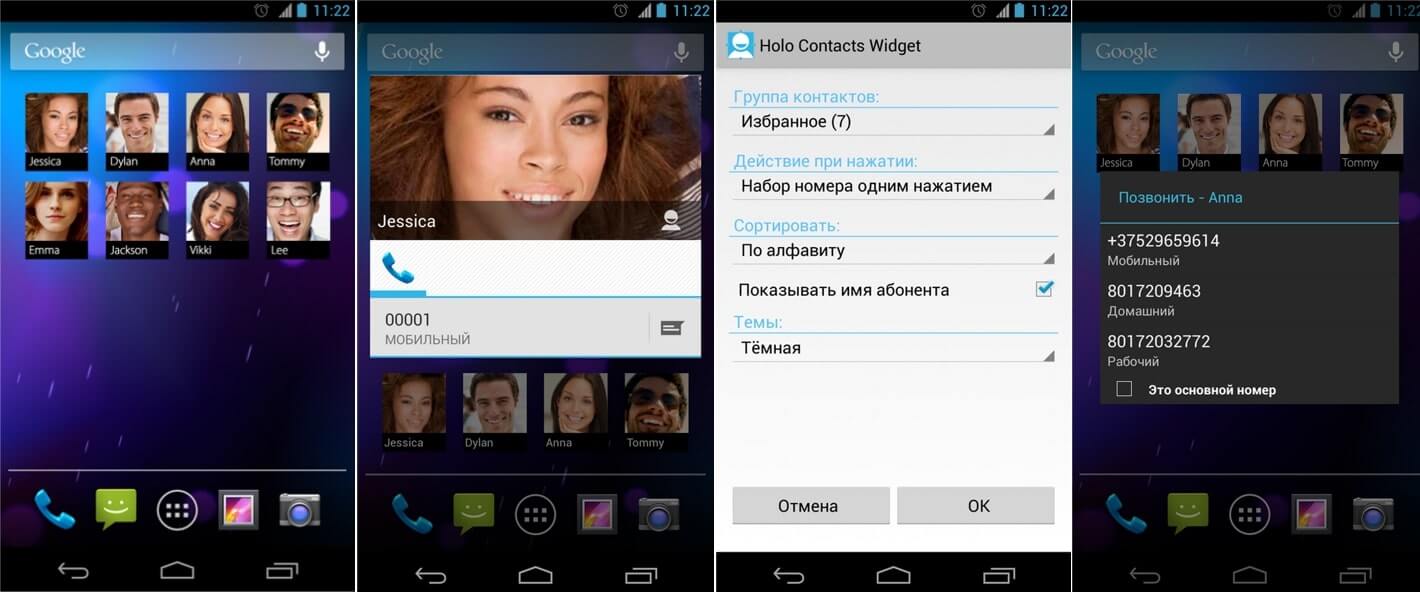 11:22
Google
Jessica
Dylan
Anna
Tommy
Emma
Jackson
Vikki
Lee
11:22
Google
Jessica
00001
МОБИЛЬНЫЙ
Jessica
Dylan
Anna
Tommy
11:22
Holo Contacts Widget
Группа контактов:
Избранное (7)
Действие при нажатии:
Набор номера одним нажатием
Сортировать:
По алфавиту
Показывать имя абонента
Темы:
Тёмная
Отмена
OK
11:22
Google
Jessica
Dylan
Anna
Tommy
Позвонить - Anna
+37529659614
Мобильный
8017209463
Домашний
80172032772
Рабочий
Это основной номер